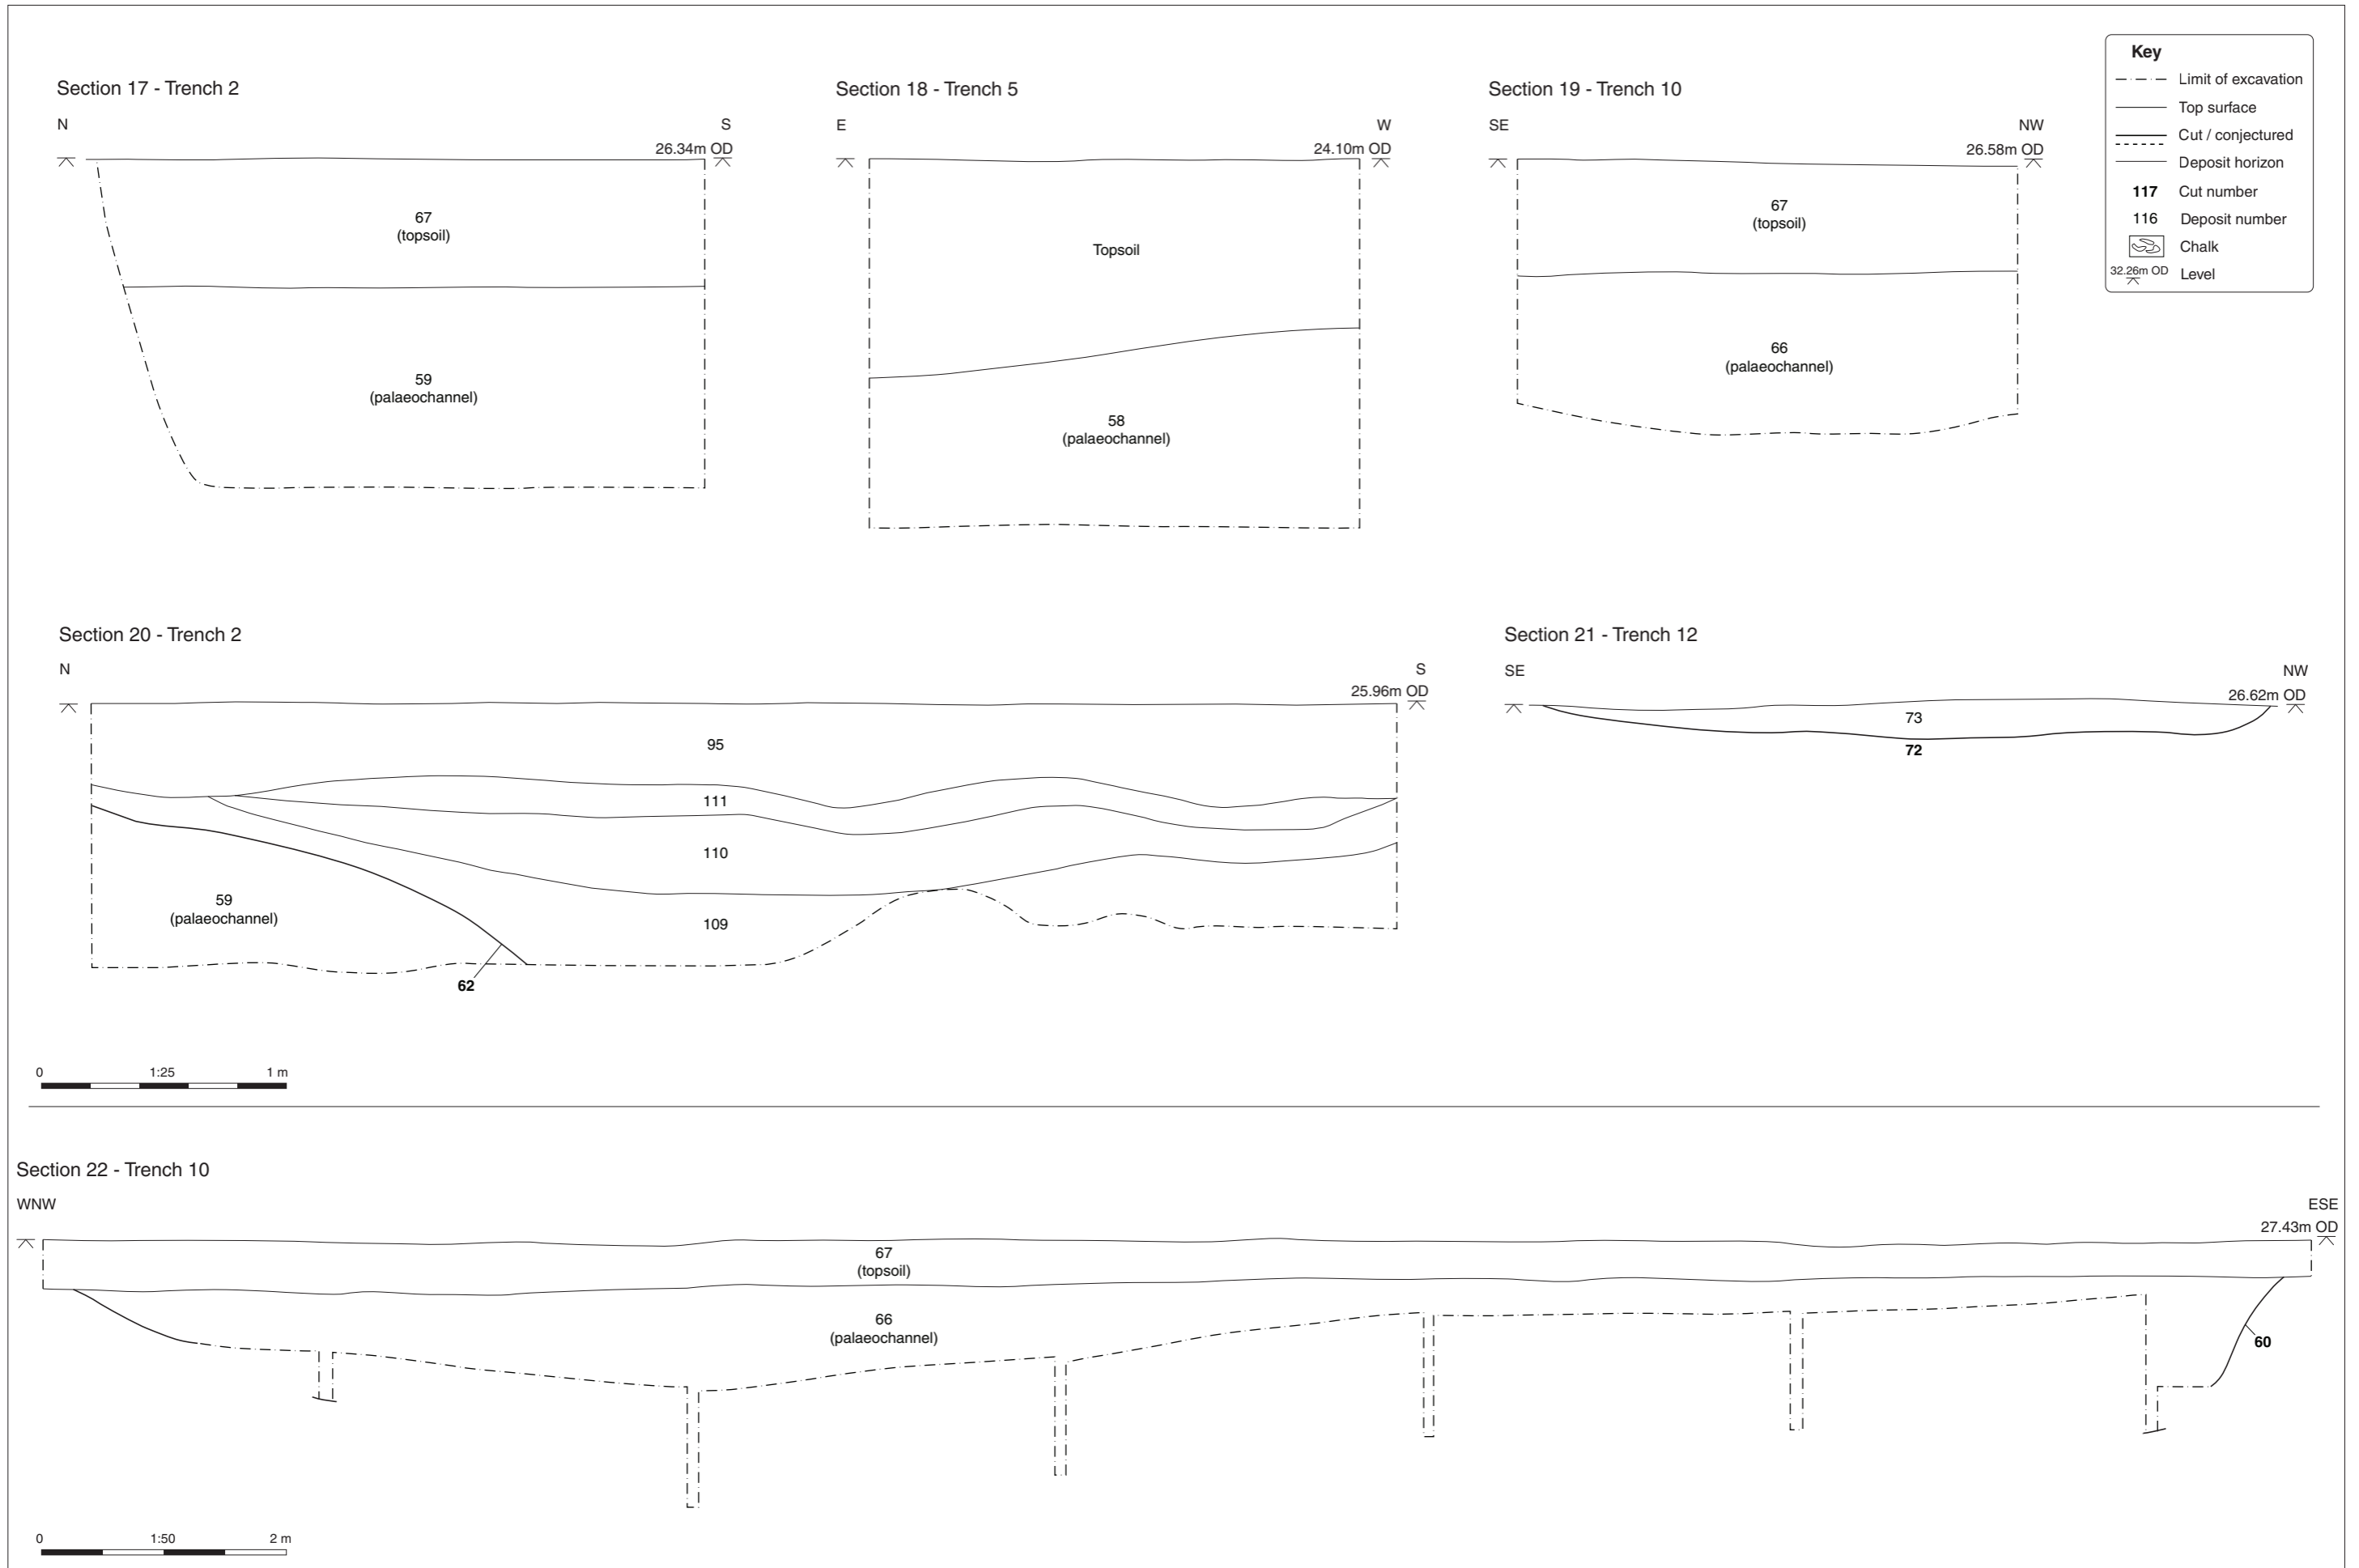 Section 17 - Trench 2
N
S
26.34m OD
67
(topsoil)
59
(palaeochannel)
Section 18 - Trench 5
E
W
24.10m OD
Topsoil
58
(palaeochannel)
Section 19 - Trench 10
SE
NW
26.58m OD
67
(topsoil)
66
(palaeochannel)
Key
Limit of excavation
Top surface
Cut / conjectured
Deposit horizon
117 Cut number
116 Deposit number
Chalk
32.26m OD Level
Section 20 - Trench 2
N
S
25.96m OD
95
111
110
59
(palaeochannel)
109
62
Section 21 - Trench 12
SE
NW
26.62m OD
73
72
0 1:25 1 m
Section 22 - Trench 10
WNW
ESE
27.43m OD
67
(topsoil)
66
(palaeochannel)
60
0 1:50 2 m